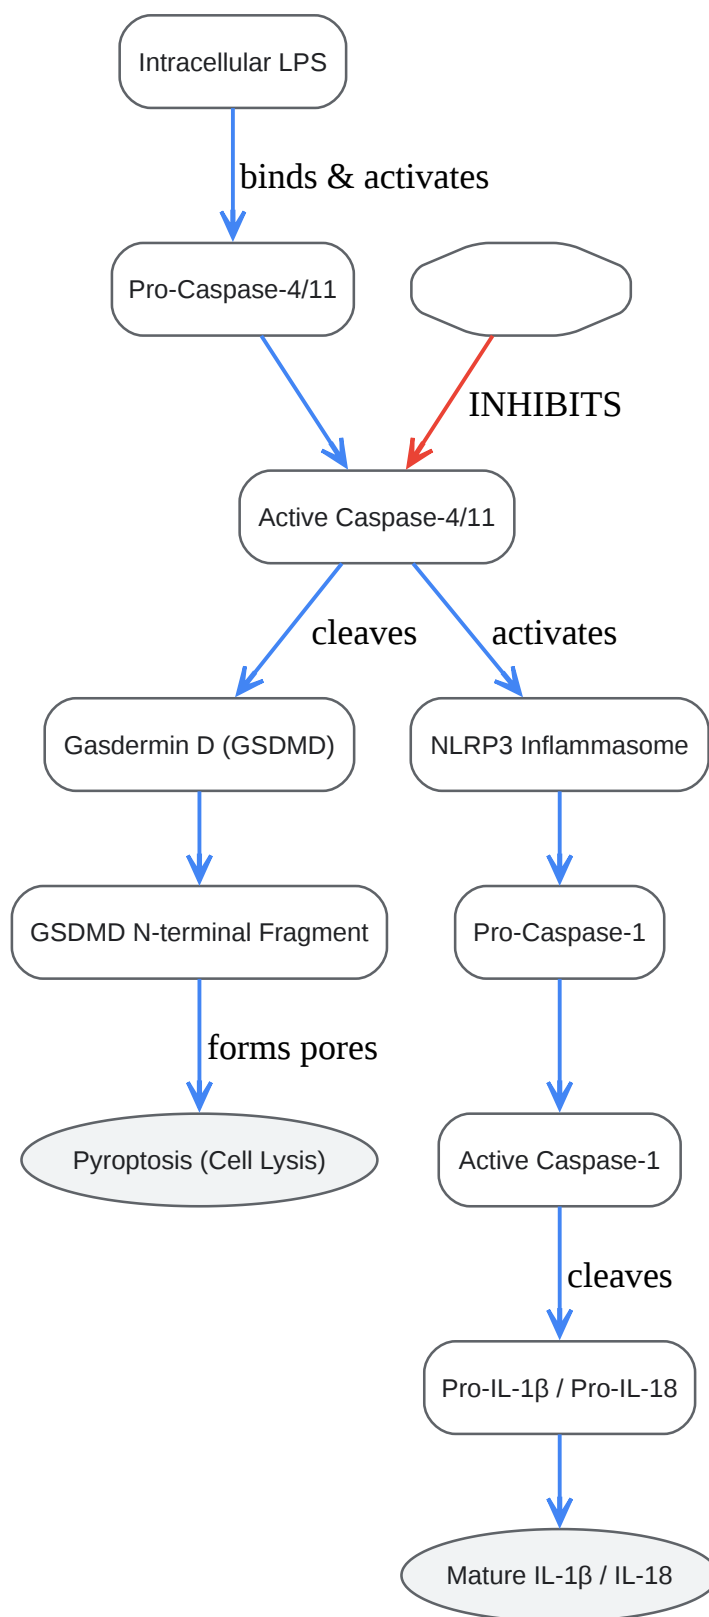 Intracellular LPS
binds & activates
Pro-Caspase-4/11
INHIBITS
Active Caspase-4/11
cleaves
activates
Gasdermin D (GSDMD)
NLRP3 Inflammasome
GSDMD N-terminal Fragment
Pro-Caspase-1
forms pores
Pyroptosis (Cell Lysis)
Active Caspase-1
cleaves
Pro-IL-1β / Pro-IL-18
Mature IL-1β / IL-18